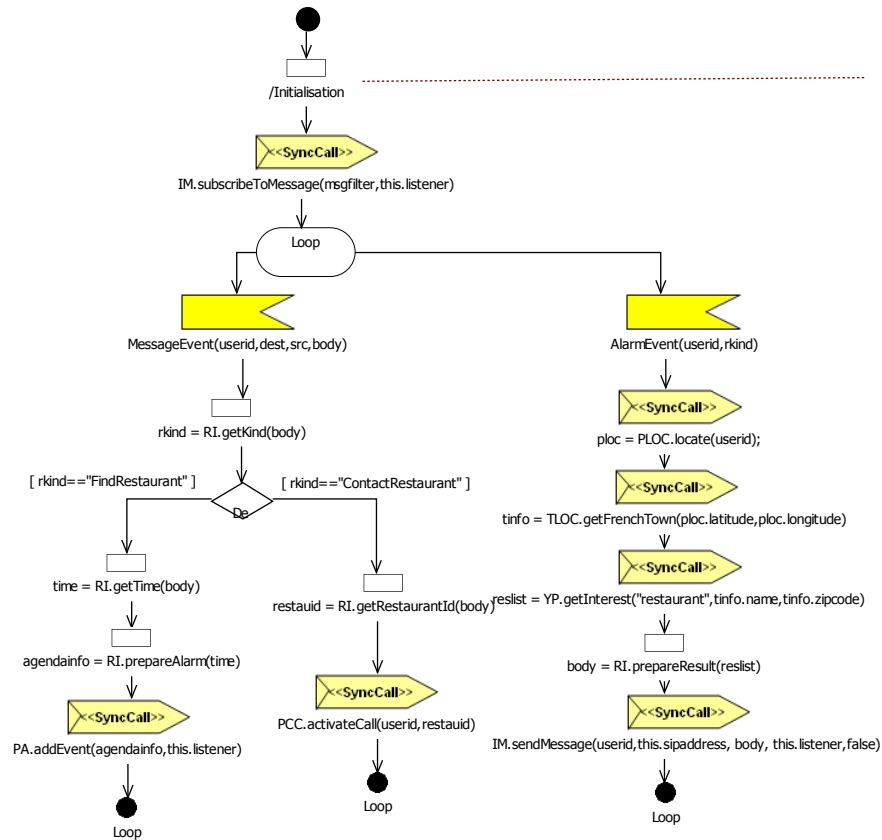 /Initialisation
<<SyncCall>>
IM.subscribeToMessage(msgfilter,this.listener)
Loop
MessageEvent(userid,dest,src,body)
AlarmEvent(userid,rkind)
rkind = RI.getKind(body)
<<SyncCall>>
ploc = PLOC.locate(userid);
[ rkind=="FindRestaurant" ]
[ rkind=="ContactRestaurant" ]
De
<<SyncCall>>
tinfo = TLOC.getFrenchTown(ploc.latitude,ploc.longitude)
time = RI.getTime(body)
restauid = RI.getRestaurantId(body)
<<SyncCall>>
reslist = YP.getInterest("restaurant",tinfo.name,tinfo.zipcode)
agendainfo = RI.prepareAlarm(time)
body = RI.prepareResult(reslist)
<<SyncCall>>
PA.addEvent(agendainfo,this.listener)
<<SyncCall>>
PCC.activateCall(userid,restauid)
<<SyncCall>>
IM.sendMessage(userid,this.sipaddress, body, this.listener,false)
Loop
Loop
Loop